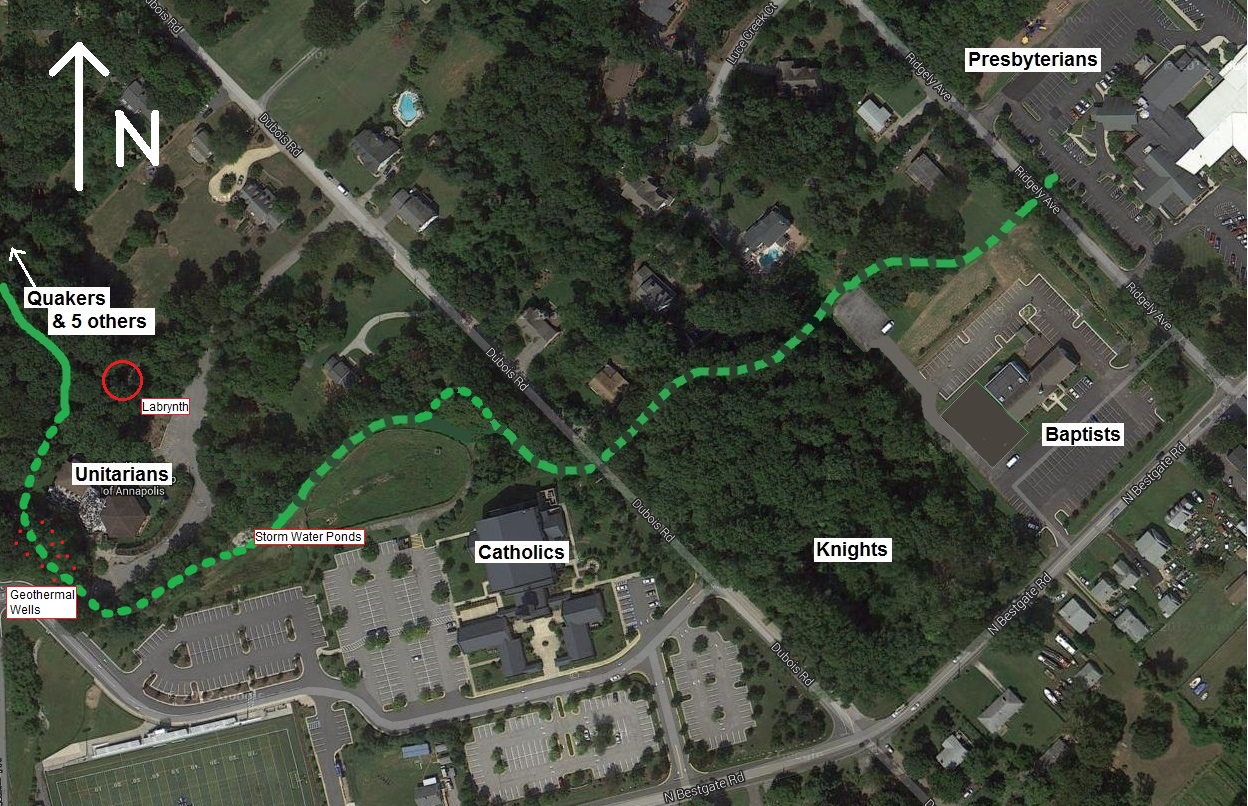 Dubois Rd
Luce Creek Ct
Ridgely Ave
Presbyterians
N
Dubois Rd
Ridgely Ave
Quakers
& 5 others
Ridgely Ave
Dubois Rd
Labrynth
Baptists
Unitarians
of Annapolis
N Bestgate Rd
Dubois Rd
Storm Water Ponds
Catholics
Knights
Geothermal
Wells
N Bestgate Rd
Dubois Rd
N Bestgate Rd